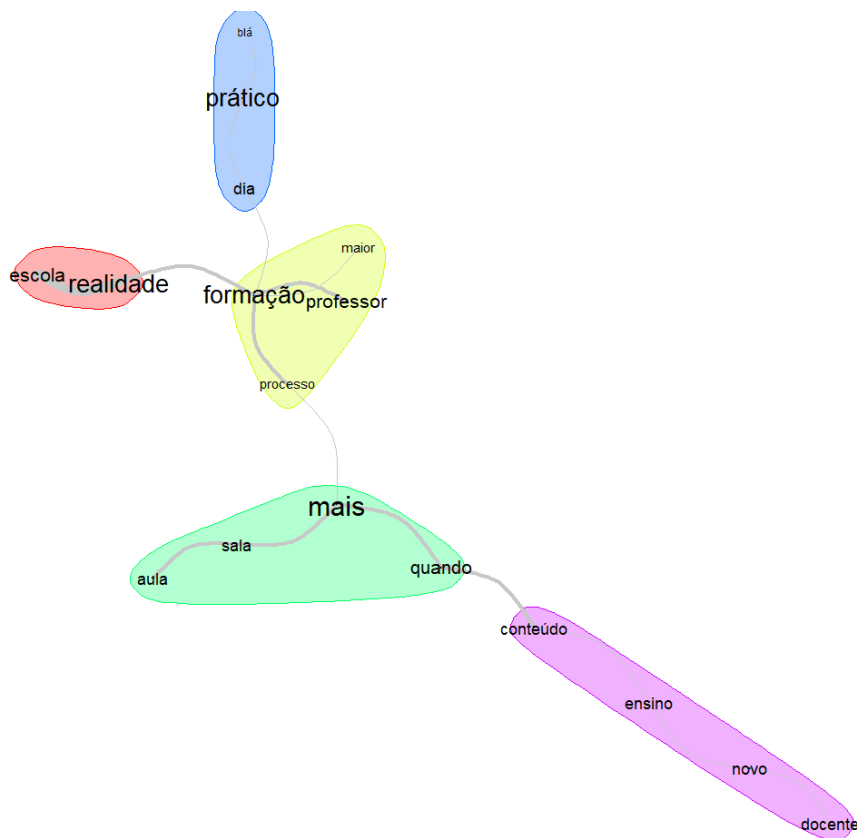 blá
prático
dia
maior
escola
realidade
formação
professor
processo
mais
sala
quando
aula
conteúdo
ensino
novo
docente